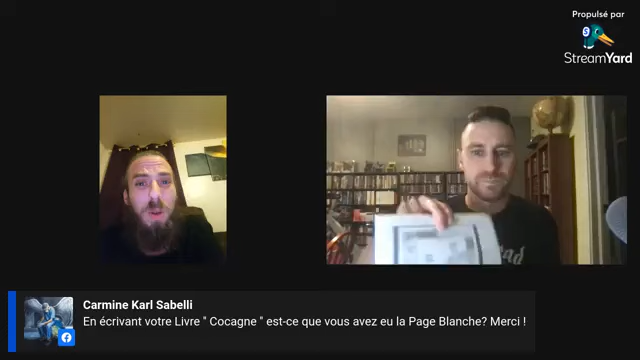 Propulsé par
StreamYard
Carmine Karl Sabelli
En écrivant votre Livre " Cocagne " est-ce que vous avez eu la Page Blanche? Merci !